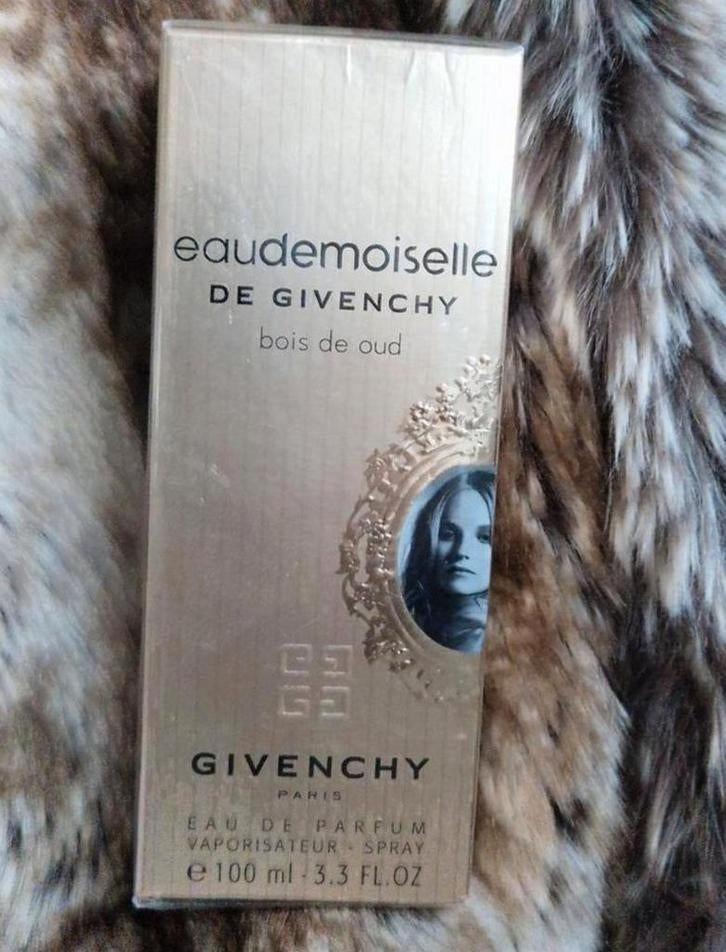 eaudemoiselle
DE GIVENCHY
bois de oud
GIVENCHY
PARIS
EAU DE PARFUM
VAPORISATEUR - SPRAY
e 100 ml - 3.3 FL.OZ